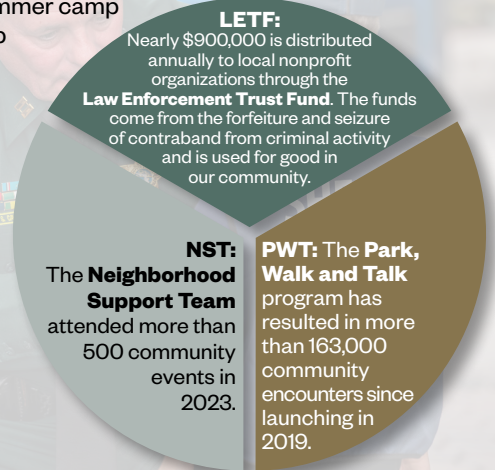 mmer camp
LETF:
Nearly $900,000 is distributed
annually to local nonprofit
organizations through the
Law Enforcement Trust Fund. The funds
come from the forfeiture and seizure
of contraband from criminal activity
and is used for good in
our community.
NST:
The Neighborhood
Support Team
attended more than
500 community
events in
2023.
PWT: The Park,
Walk and Talk
program has
resulted in more
than 163,000
community
encounters since
launching in
2019.